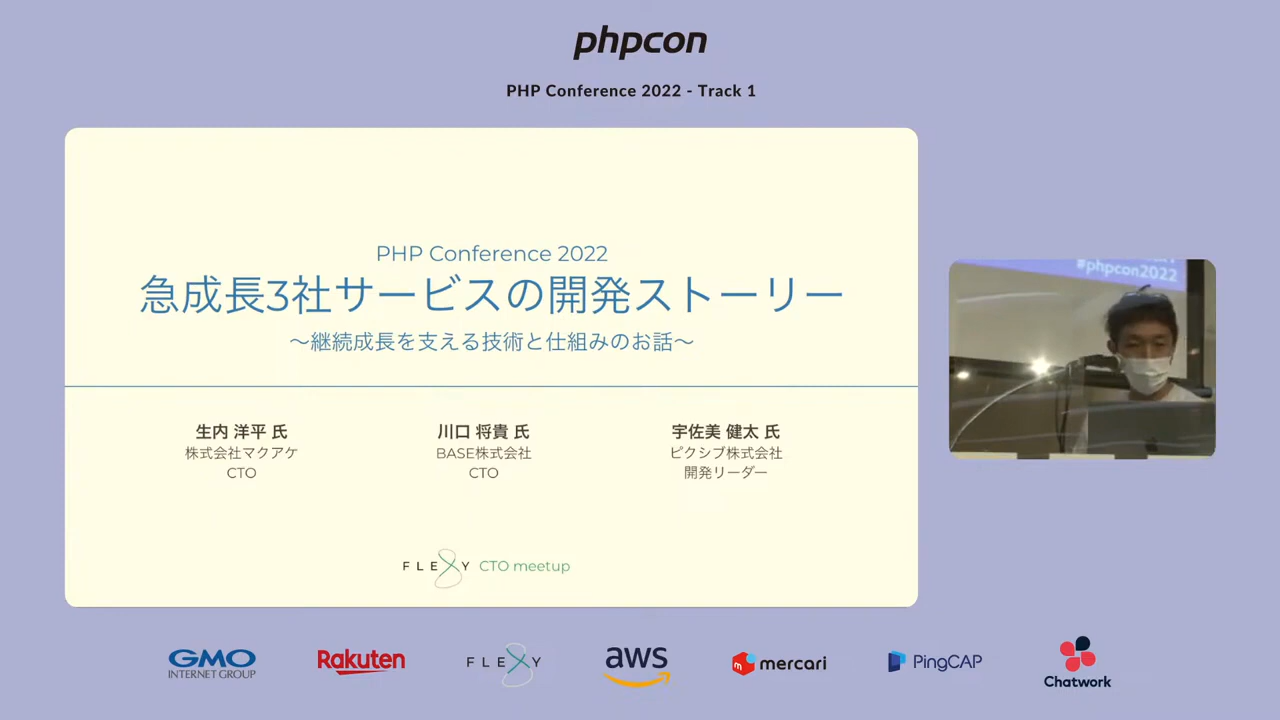 phpcon
PHP Conference 2022 - Track 1
PHP Conference 2022
急成長3社サービスの開発ストーリー
〜継続成長を支える技術と仕組みのお話〜
生内 洋平 氏
株式会社マクアケ
CTO
川口 将貴 氏
BASE株式会社
CTO
宇佐美 健太 氏
ピクシブ株式会社
開発リーダー
FLEXY CTO meetup
#phpcon2022
GMO
INTERNET GROUP
Rakuten
FLEXY
aws
mercari
PingCAP
Chatwork